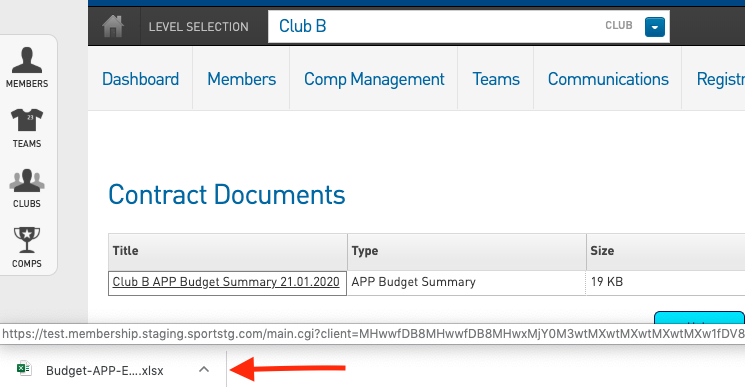 LEVEL SELECTION
Club B
CLUB
Dashboard
Members
Comp Management
Teams
Communications
Registr
MEMBERS
23
TEAMS
CLUBS
COMPS
Contract Documents
Title
Type
Size
Club B APP Budget Summary 21.01.2020
APP Budget Summary
19 KB
https://test.membership.staging.sportstg.com/main.cgi?client=MHwwfDB8MHwwfDB8MHwxMjY0M3wtMXwtMXwtMXwtMXw1fDV8
Budget-APP-E....xlsx